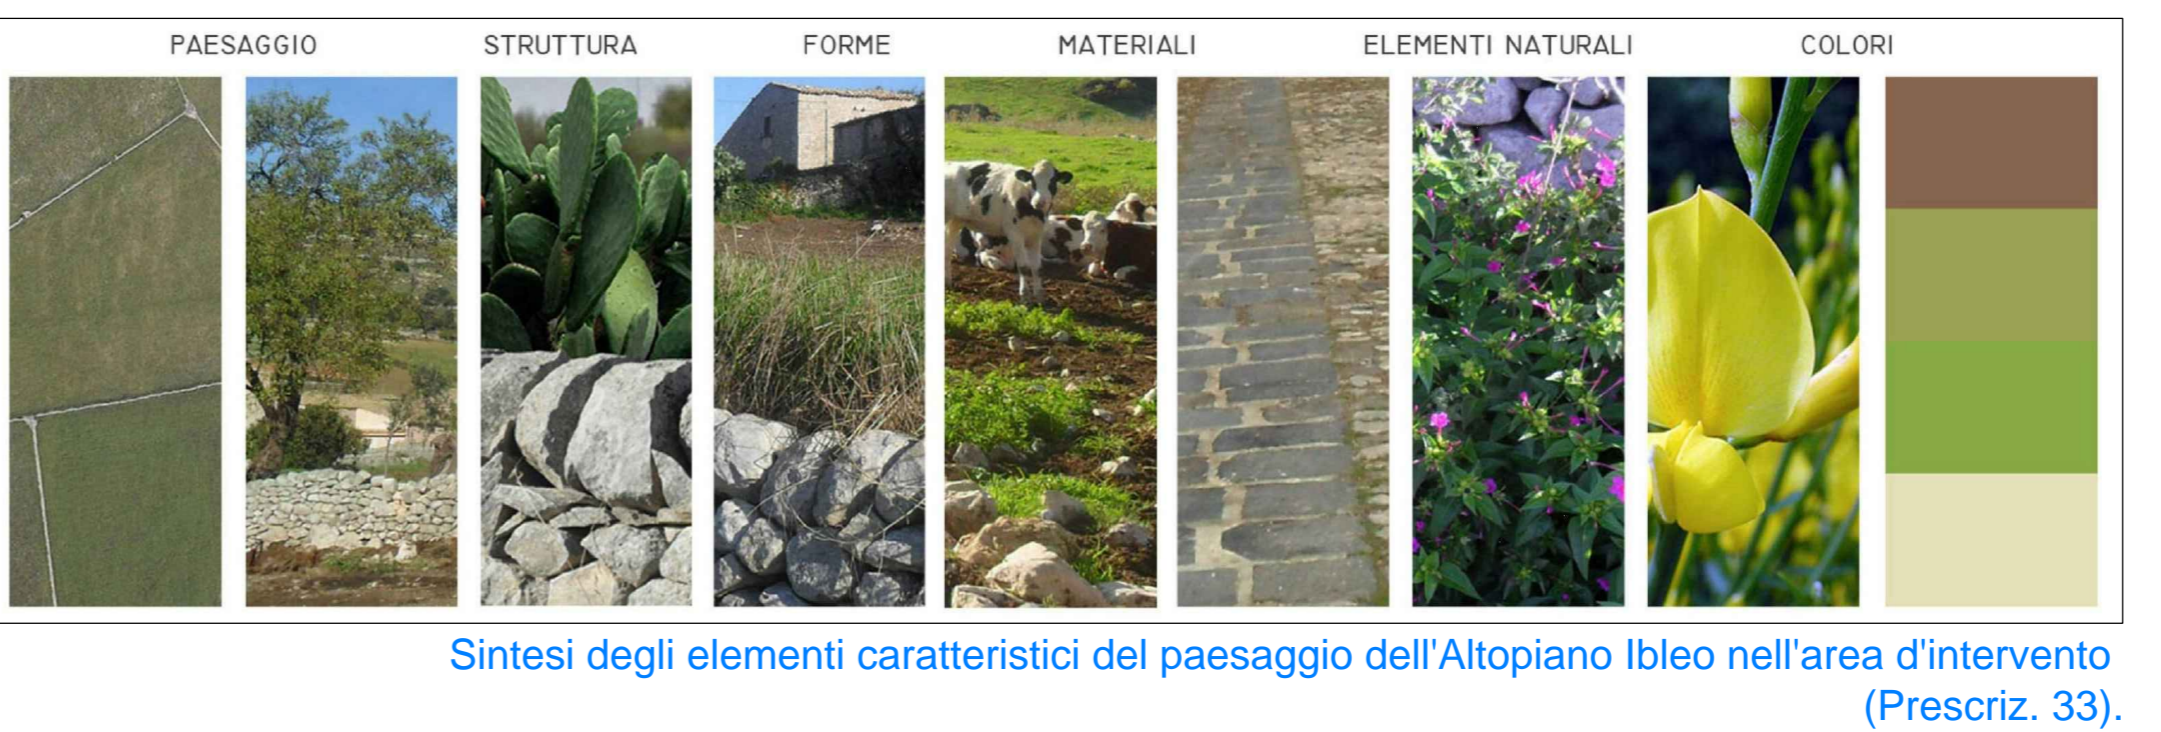 PAESAGGIO STRUTTURA FORME MATERIALI ELEMENTI NATURALI COLORI
Sintesi degli elementi caratteristici del paesaggio dell'Altopiano Ibleo nell'area d'intervento
(Prescriz. 33).